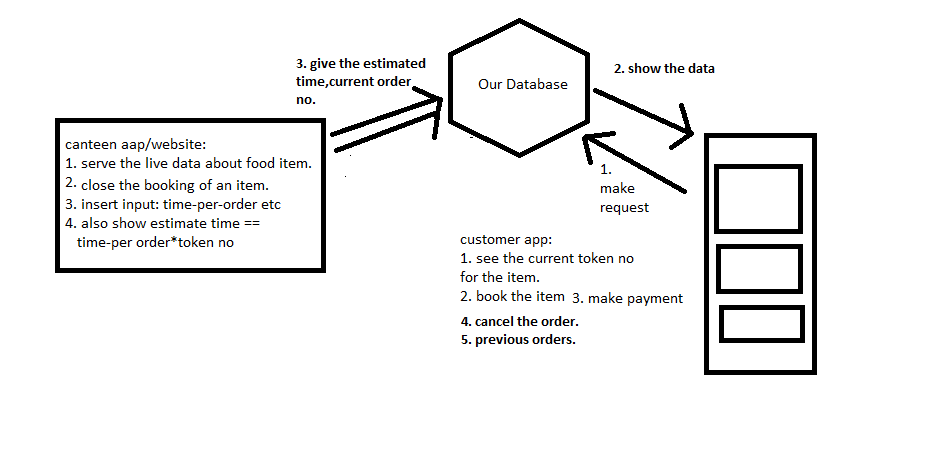 3. give the estimated
time,current order
no.
Our Database
2. show the data
canteen aap/website:
1. serve the live data about food item.
2. close the booking of an item.
3. insert input: time-per-order etc
4. also show estimate time ==
time-per order*token no
1.
make
request
customer app:
1. see the current token no
for the item.
2. book the item 3. make payment
4. cancel the order.
5. previous orders.